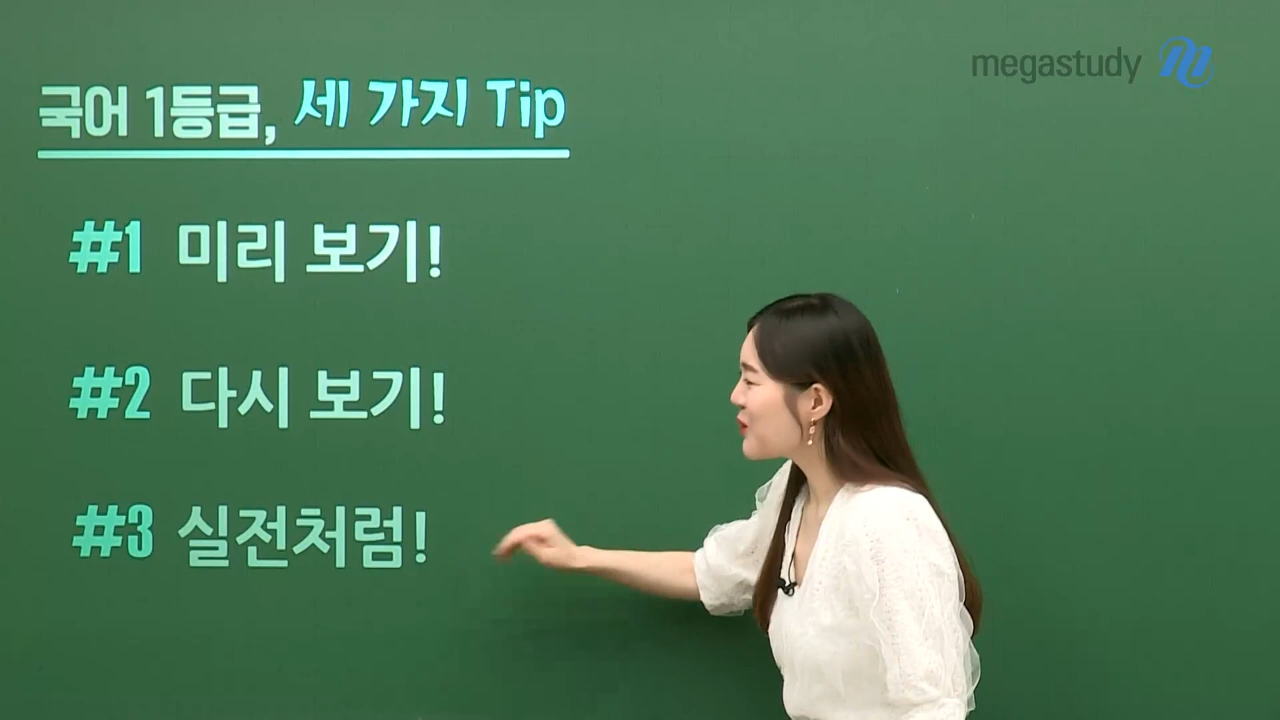 megastudy
국어 1등급, 세 가지 Tip
#1 미리 보기!
#2 다시 보기!
#3 실전처럼!